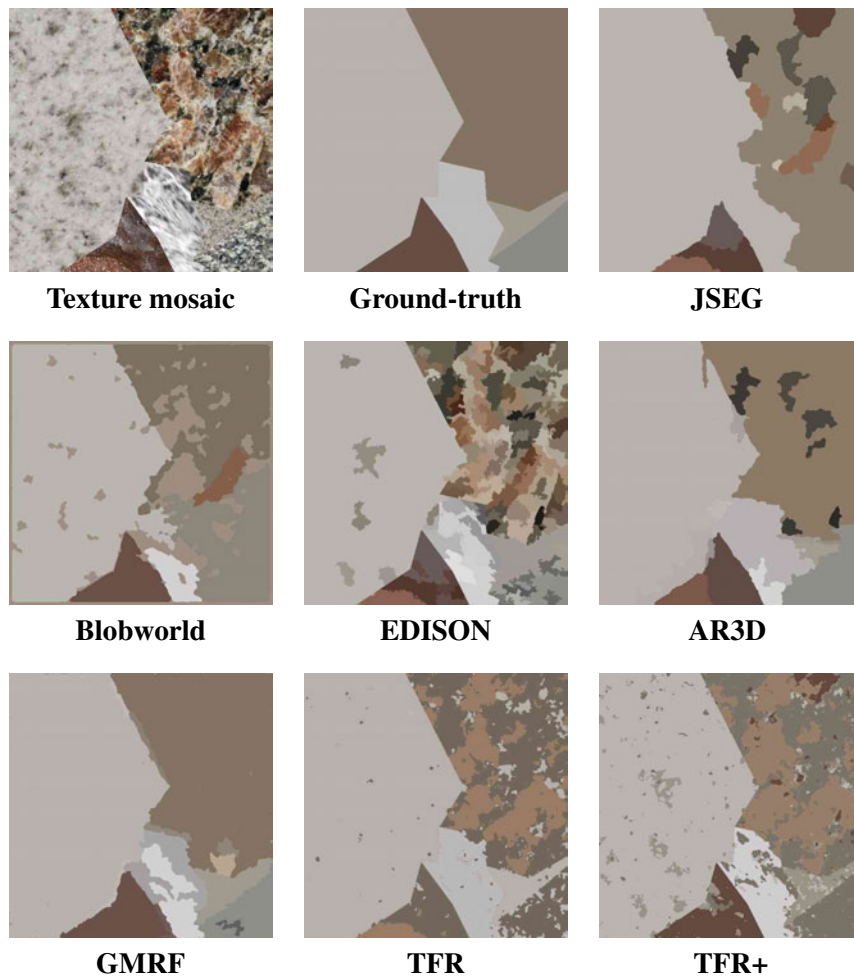 Texture mosaic
Ground-truth
JSEG
Blobworld
EDISON
AR3D
GMRF
TFR
TFR+